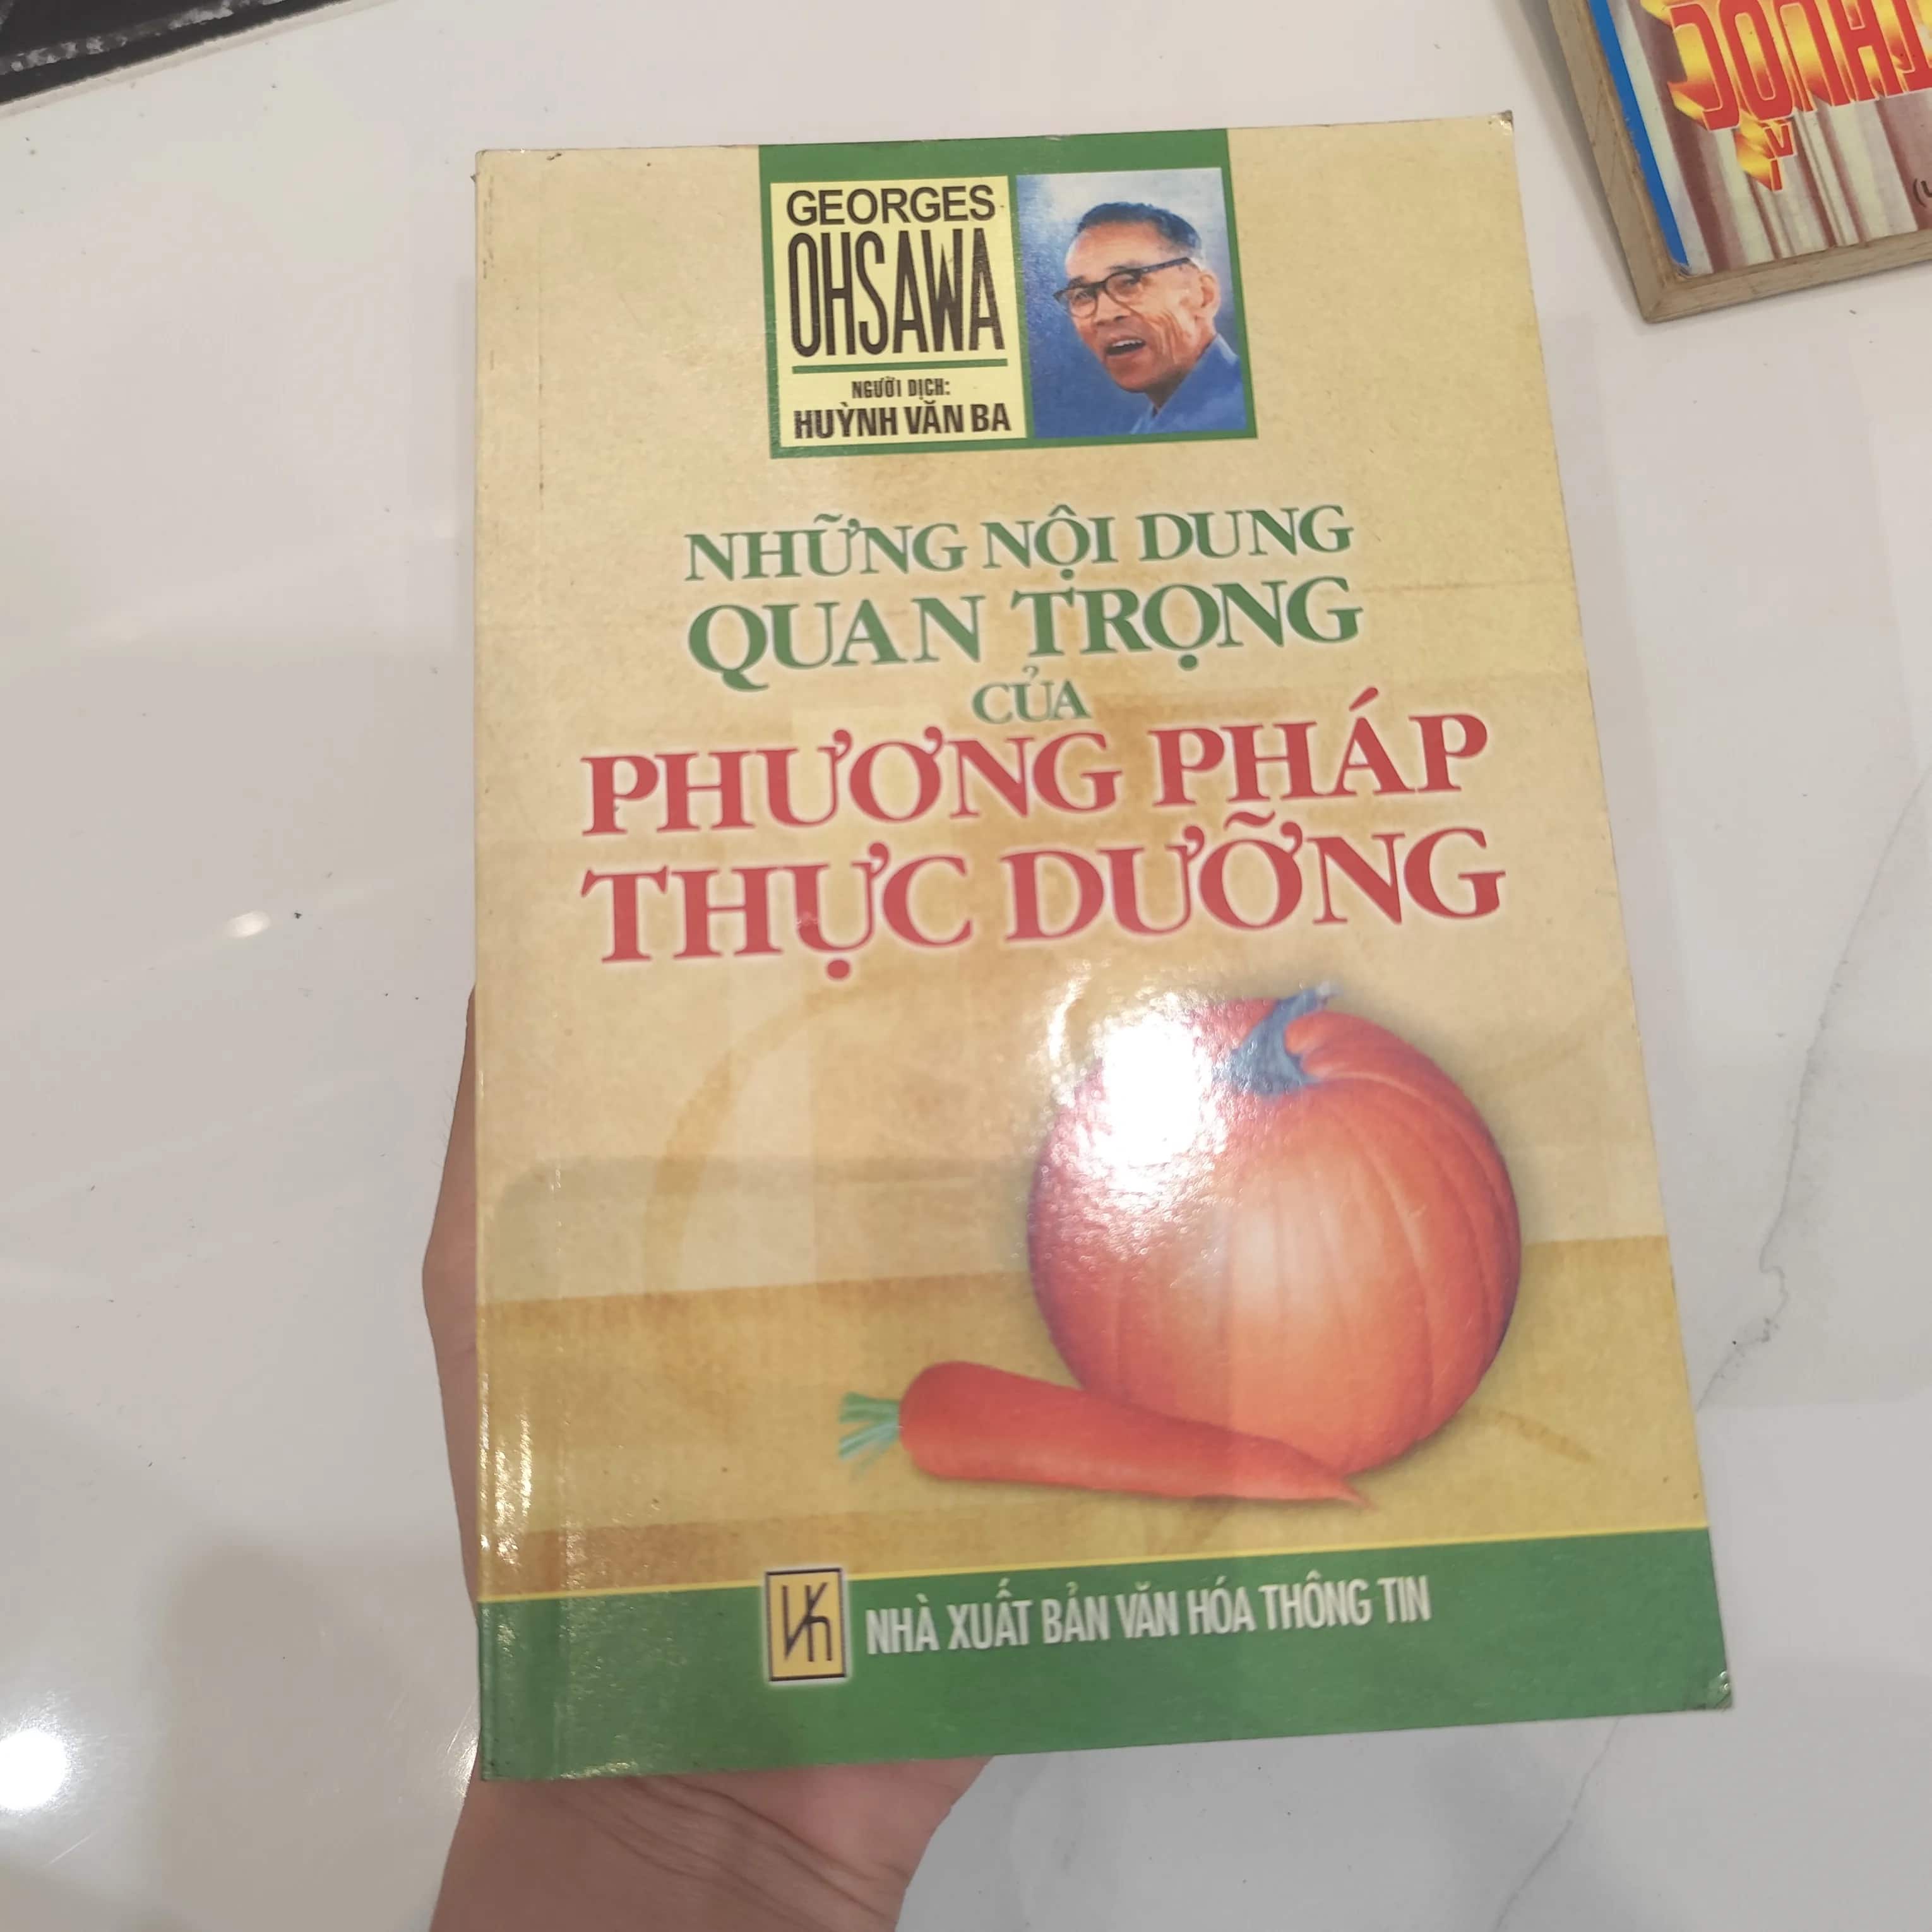 GEORGES
OHSAWA
NGƯỜI DỊCH:
HUỲNH VĂN BA
NHỮNG NỘI DUNG
QUAN TRỌNG
CỦA
PHƯƠNG PHÁP
THỰC DƯỠNG
NHÀ XUẤT BẢN VĂN HÓA THÔNG TIN